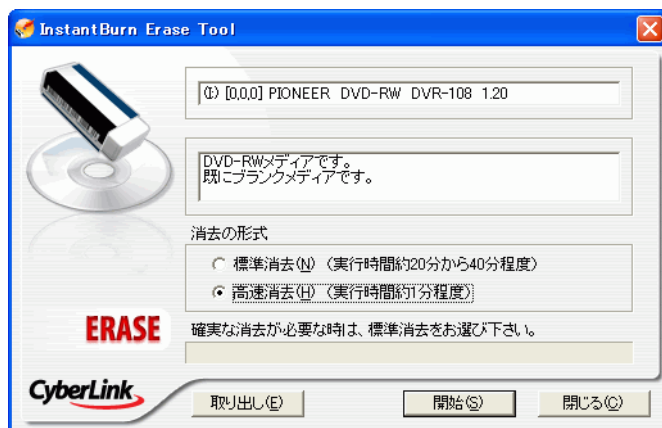 InstantBurn Erase Tool
(I:) [0,0,0] PIONEER DVD-RW DVR-108 1.20
DVD-RWメディアです。
既にブランクメディアです。
消去の形式
標準消去(N) (実行時間約20分から40分程度)
高速消去(H) (実行時間約1分程度)
ERASE
確実な消去が必要な時は、標準消去をお選び下さい。
CyberLink
取り出し(E)
開始(S)
閉じる(C)